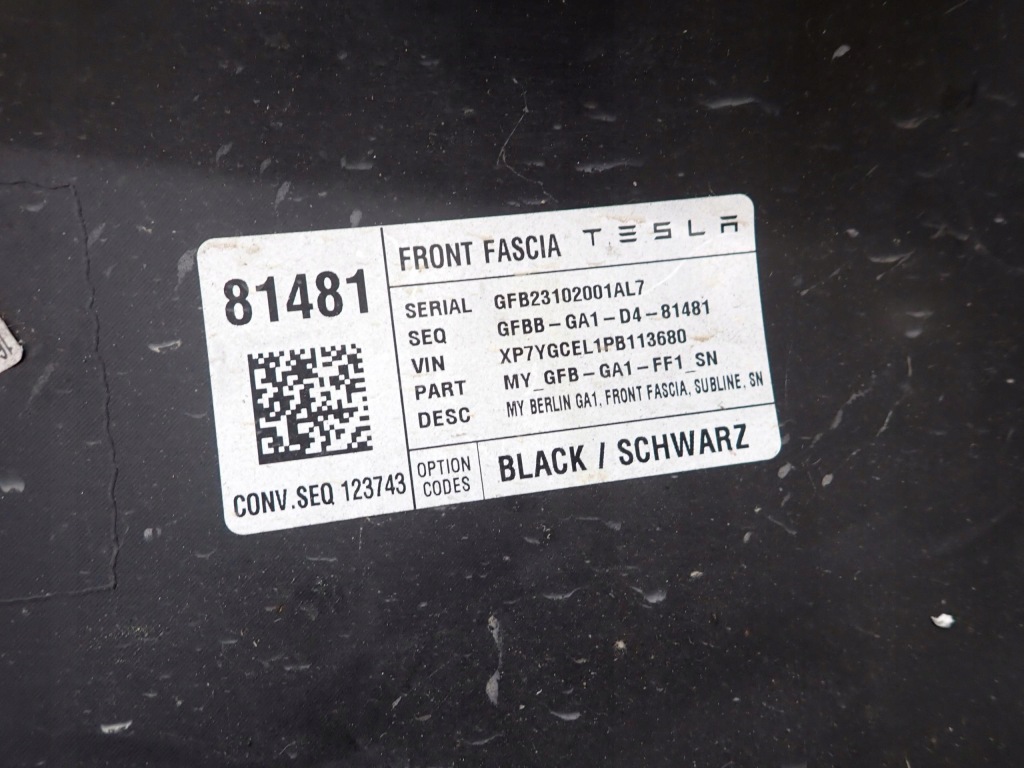 81481
CONV.SEQ 123743
FRONT FASCIA TESLA
SERIAL GFB23102001AL7
SEQ GFBB-GA1-D4-81481
VIN XP7YGCEL1PB113680
PART MY_GFB-GA1-FF1_SN
DESC MY BERLIN GA1, FRONT FASCIA, SUBLINE, SN
OPTION CODES BLACK / SCHWARZ